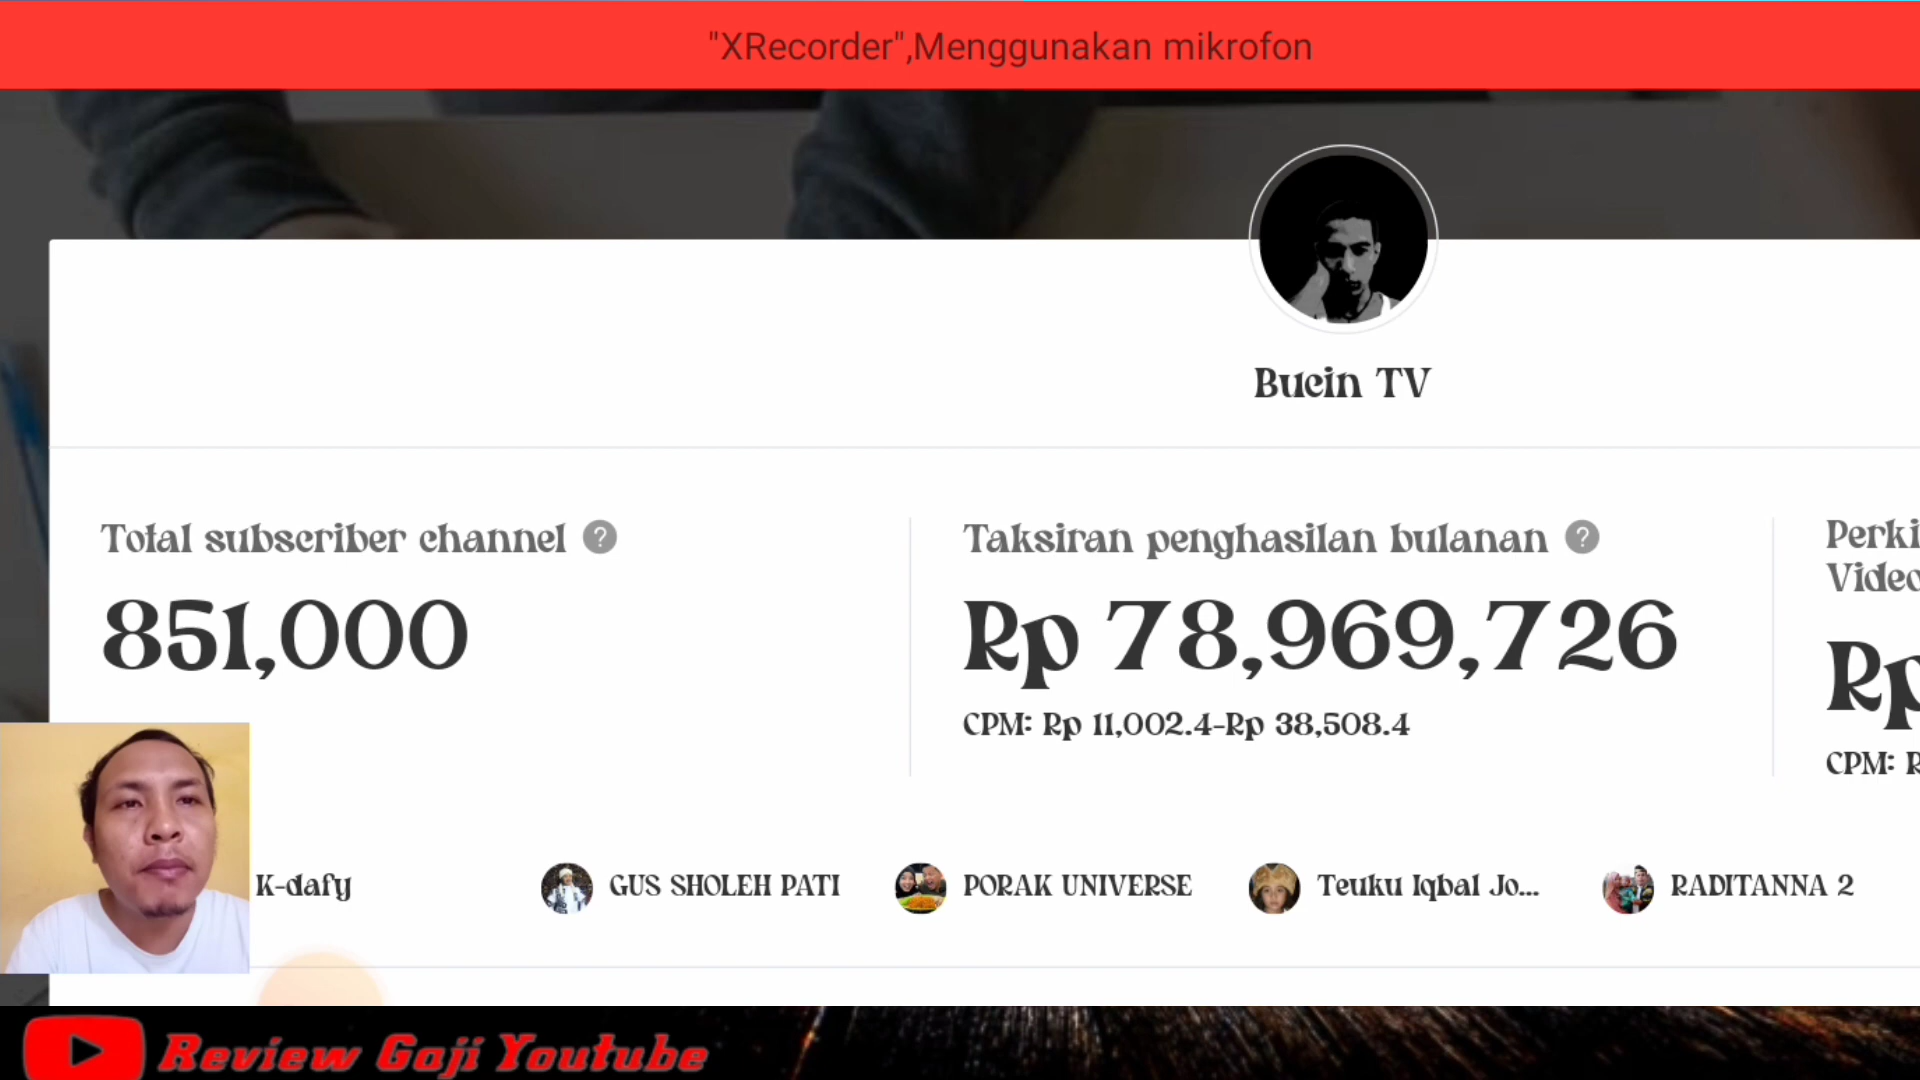 "XRecorder",Menggunakan mikrofon
Bucin TV
Total subscriber channel ?
851,000
Taksiran penghasilan bulanan ?
Rp 78,969,726
CPM: Rp 11,002.4-Rp 38,508.4
Rp
CPM:
K-dafy
GUS SHOLEH PATI
PORAK UNIVERSE
Teuku Iqbal Jo...
RADITANNA 2
Review Gaji Youtube